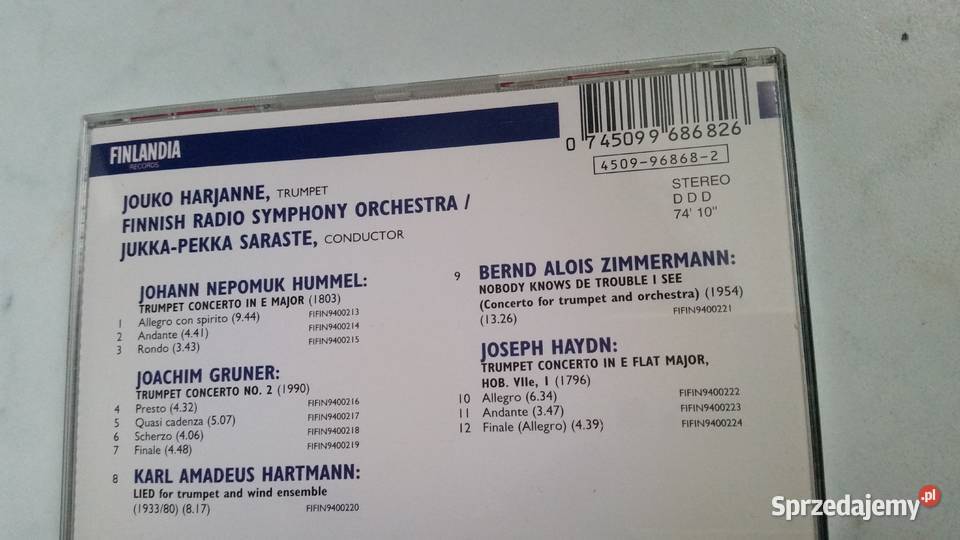 FINLANDIA
RECORDS
0 745099 686826
4509-96868-2
STEREO
D D D
74' 10"
JOUKO HARJANNE, TRUMPET
FINNISH RADIO SYMPHONY ORCHESTRA /
JUKKA-PEKKA SARASTE, CONDUCTOR
JOHANN NEPOMUK HUMMEL:
TRUMPET CONCERTO IN E MAJOR (1803)
1 Allegro con spirito (9.44) FIFIN9400213
2 Andante (4.41) FIFIN9400214
3 Rondo (3.43) FIFIN9400215
JOACHIM GRUNER:
TRUMPET CONCERTO NO. 2 (1990)
4 Presto (4.32) FIFIN9400216
5 Quasi cadenza (5.07) FIFIN9400217
6 Scherzo (4.06) FIFIN9400218
7 Finale (4.48) FIFIN9400219
8 KARL AMADEUS HARTMANN:
LIED for trumpet and wind ensemble
(1933/80) (8.17) FIFIN9400220
9 BERND ALOIS ZIMMERMANN:
NOBODY KNOWS DE TROUBLE I SEE
(Concerto for trumpet and orchestra) (1954)
(13.26) FIFIN9400221
JOSEPH HAYDN:
TRUMPET CONCERTO IN E FLAT MAJOR,
HOB. VIIe, 1 (1796)
10 Allegro (6.34) FIFIN9400222
11 Andante (3.47) FIFIN9400223
12 Finale (Allegro) (4.39) FIFIN9400224
Sprzedajemy.pl